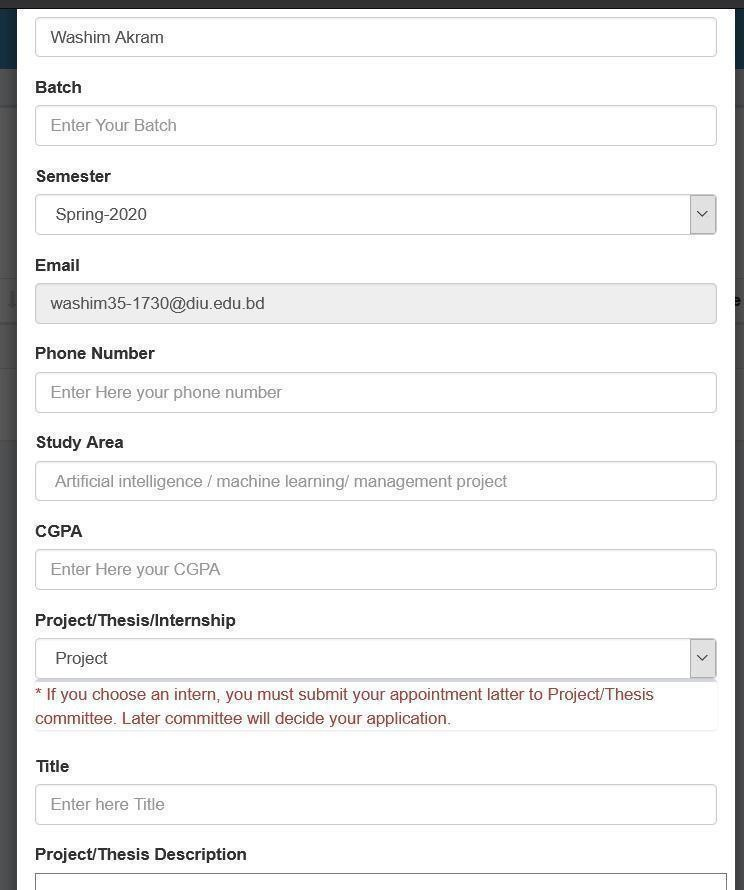 Washim Akram
Batch
Enter Your Batch
Semester
Spring-2020
Email
washim35-1730@diu.edu.bd
Phone Number
Enter Here your phone number
Study Area
Artificial intelligence / machine learning/ management project
CGPA
Enter Here your CGPA
Project/Thesis/Internship
Project
* If you choose an intern, you must submit your appointment latter to Project/Thesis
committee. Later committee will decide your application.
Title
Enter here Title
Project/Thesis Description